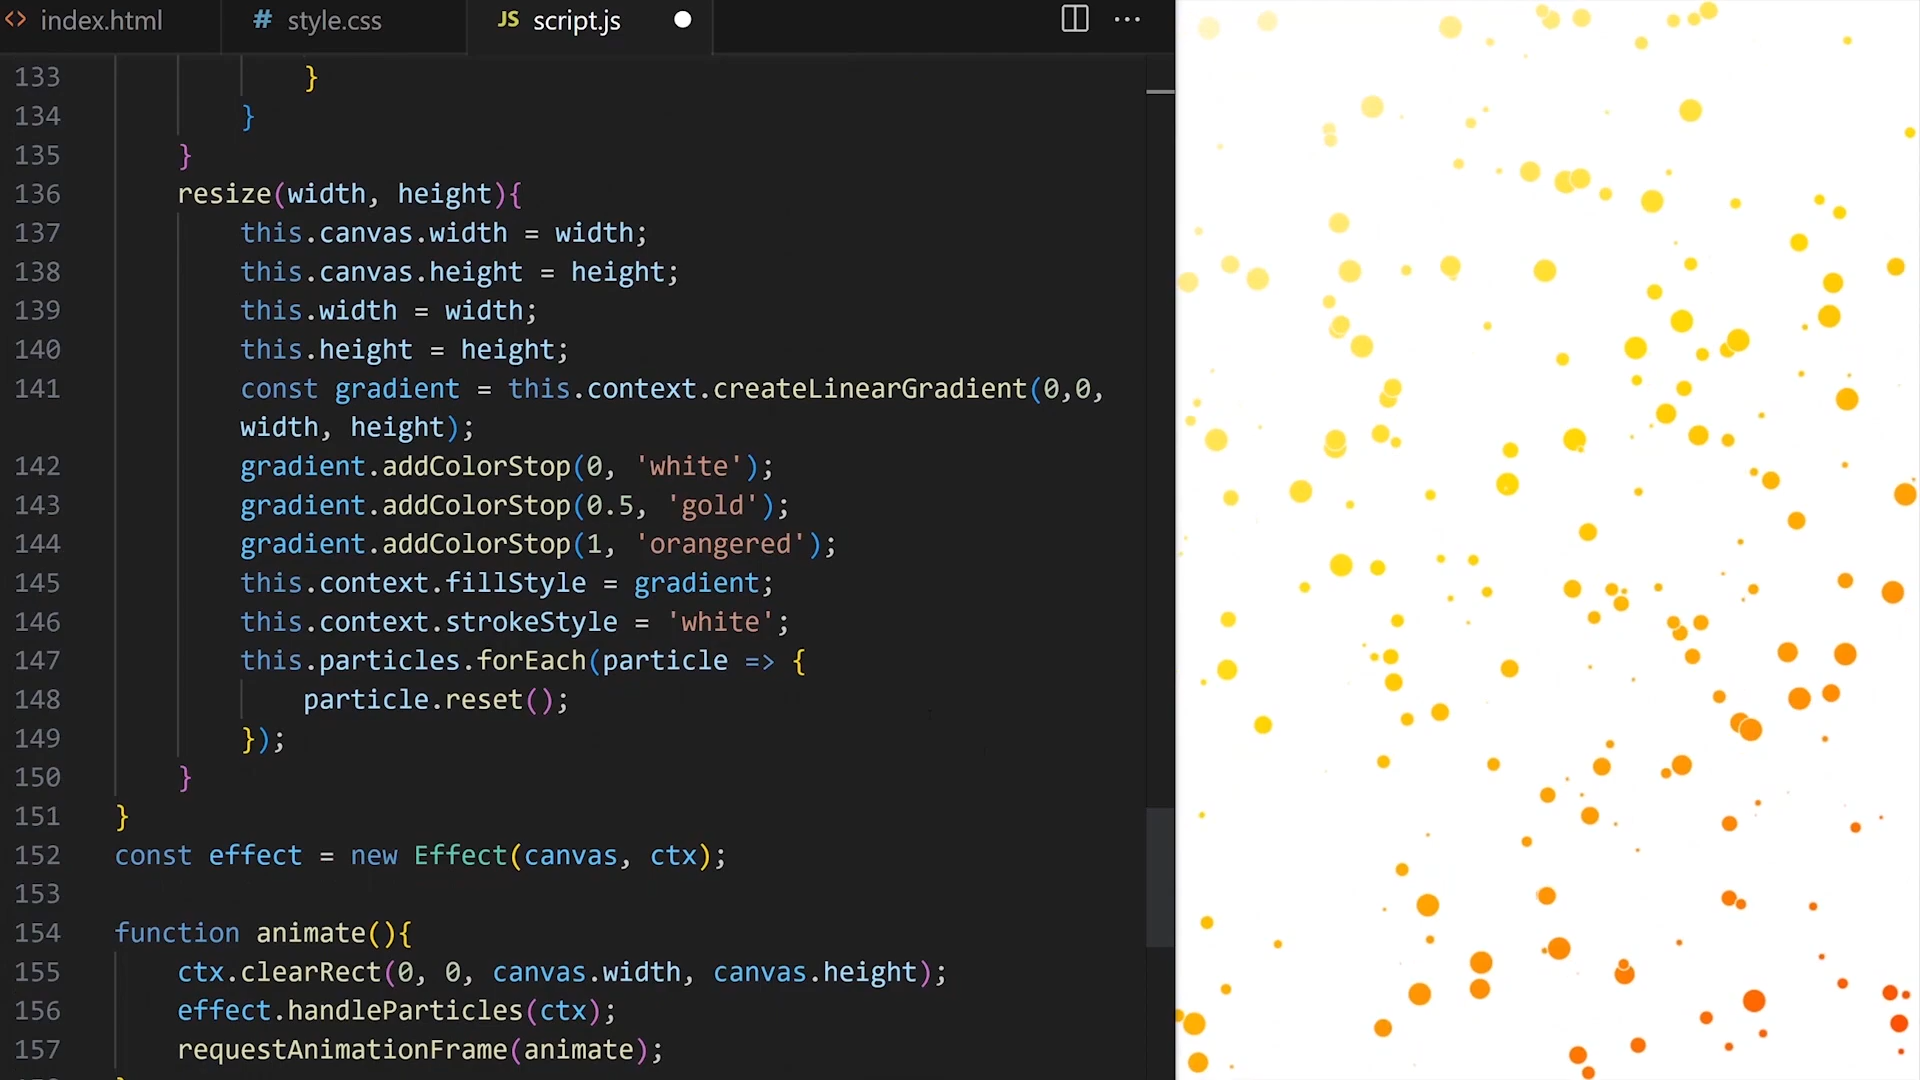 <> index.html # style.css JS script.js
133 }
134 }
135 }
136 resize(width, height){
137 this.canvas.width = width;
138 this.canvas.height = height;
139 this.width = width;
140 this.height = height;
141 const gradient = this.context.createLinearGradient(0,0,
width, height);
142 gradient.addColorStop(0, 'white');
143 gradient.addColorStop(0.5, 'gold');
144 gradient.addColorStop(1, 'orangered');
145 this.context.fillStyle = gradient;
146 this.context.strokeStyle = 'white';
147 this.particles.forEach(particle => {
148 particle.reset();
149 });
150 }
151 }
152 const effect = new Effect(canvas, ctx);
153
154 function animate(){
155 ctx.clearRect(0, 0, canvas.width, canvas.height);
156 effect.handleParticles(ctx);
157 requestAnimationFrame(animate);